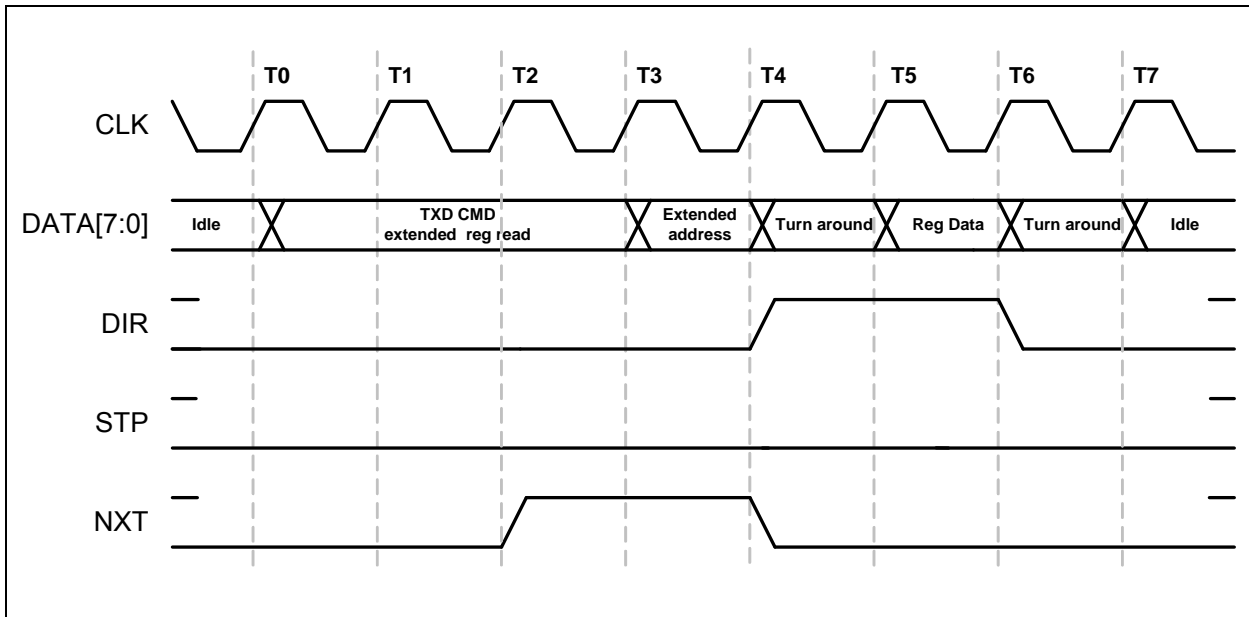 T0 T1 T2 T3 T4 T5 T6 T7
CLK
DATA[7:0]
Idle
TXD CMD
extended reg read
Extended
address
Turn around
Reg Data
Turn around
Idle
DIR
STP
NXT